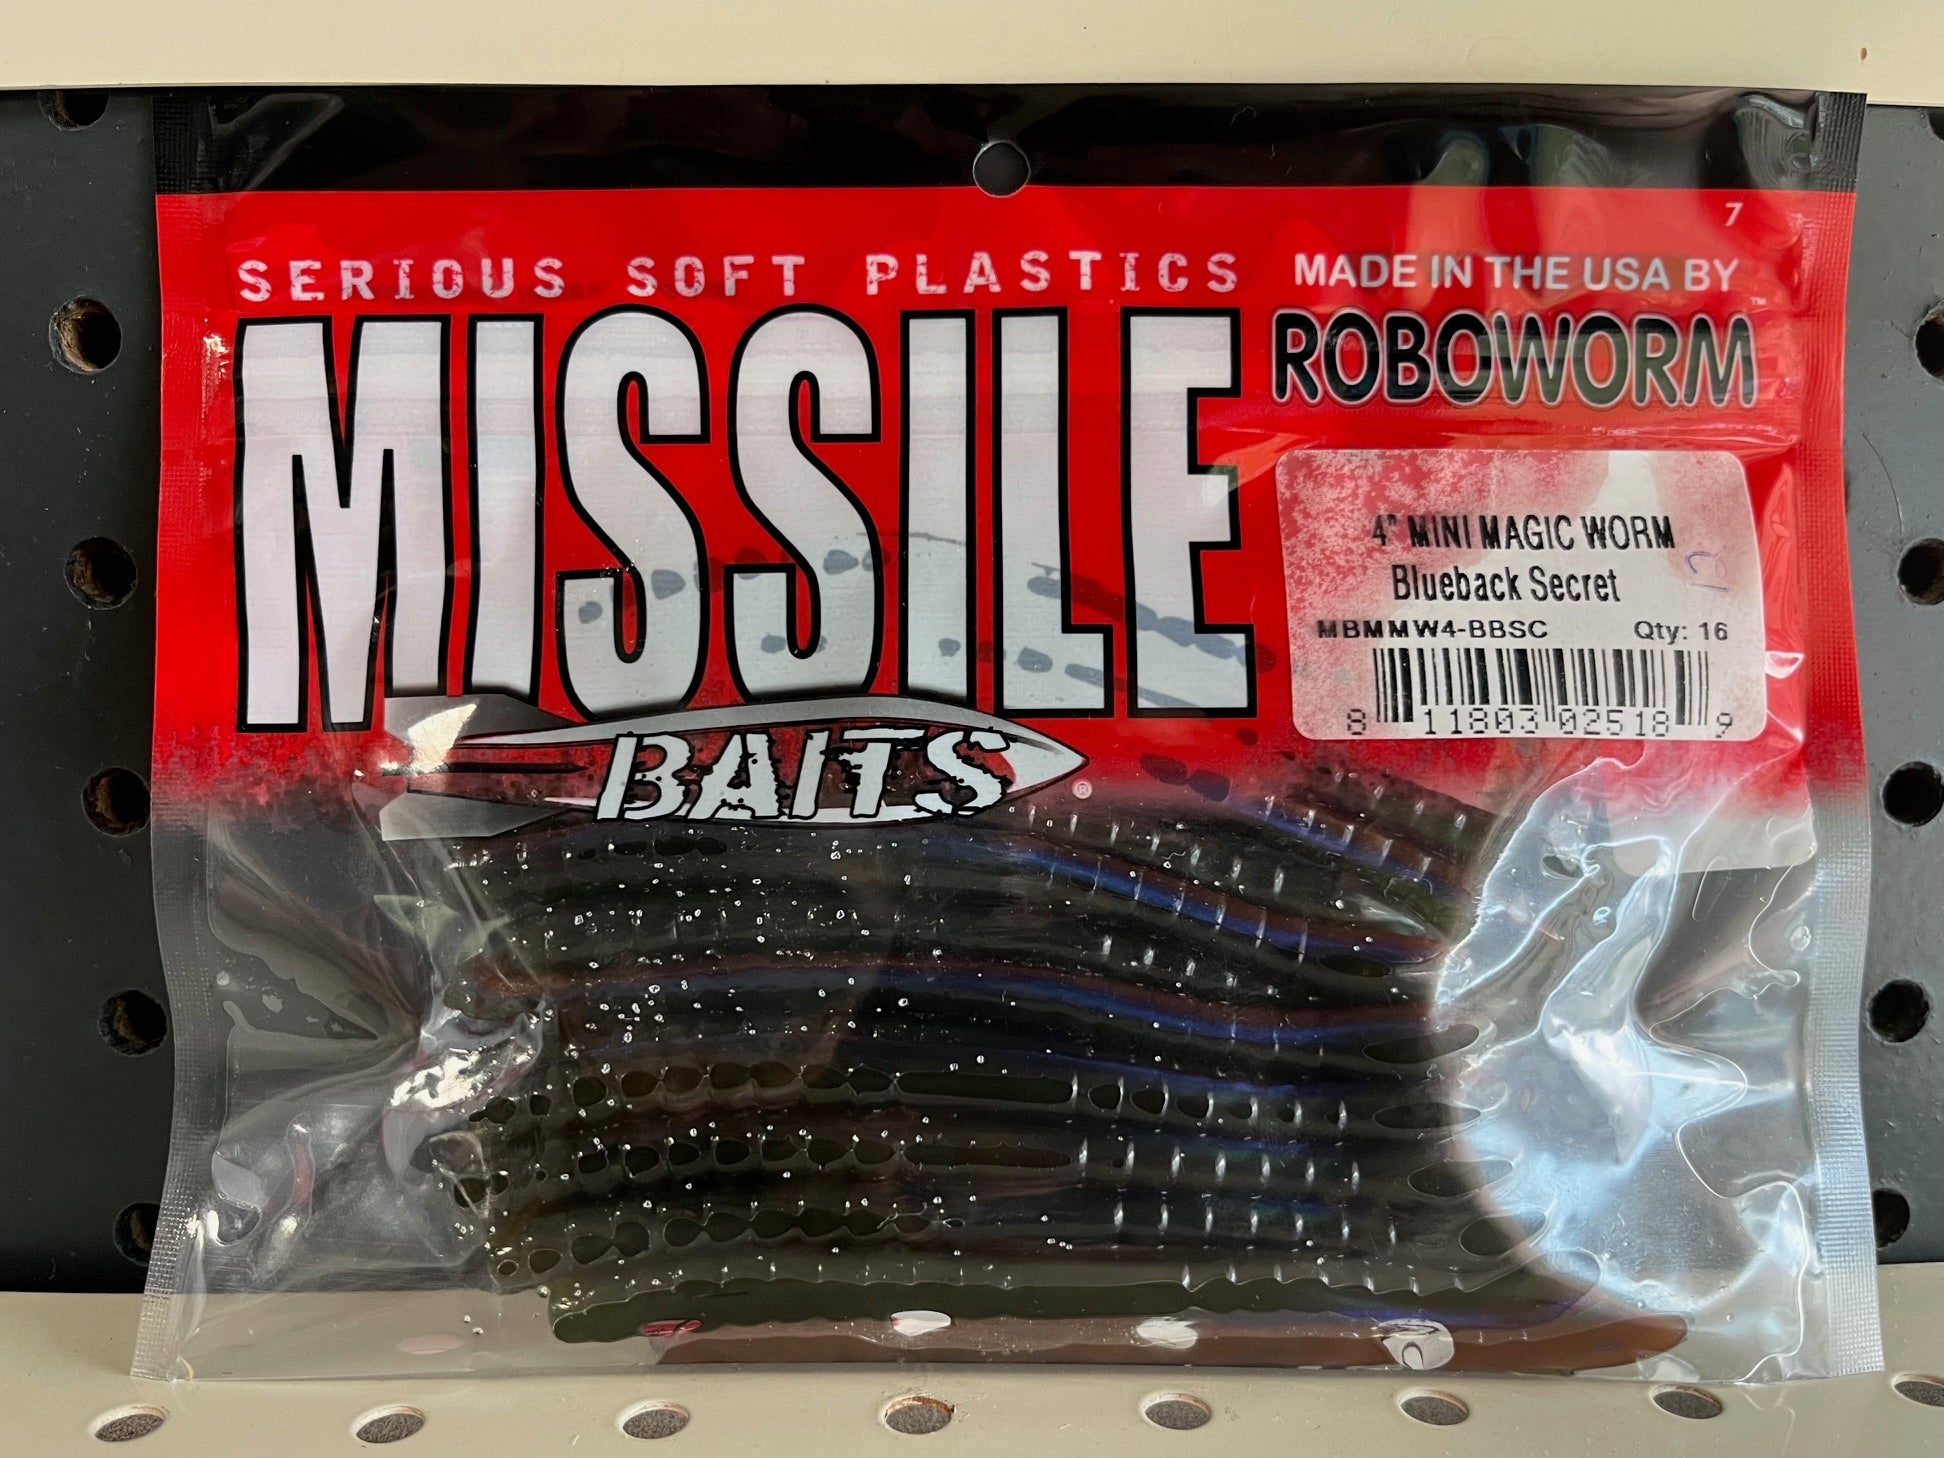 7
SERIOUS SOFT PLASTICS
MISSILE
BAITS®
MADE IN THE USA BY
ROBOWORM™
4" MINI MAGIC WORM
Blueback Secret
MBMMW4-BBSC Qty: 16
8 11803 02518 9